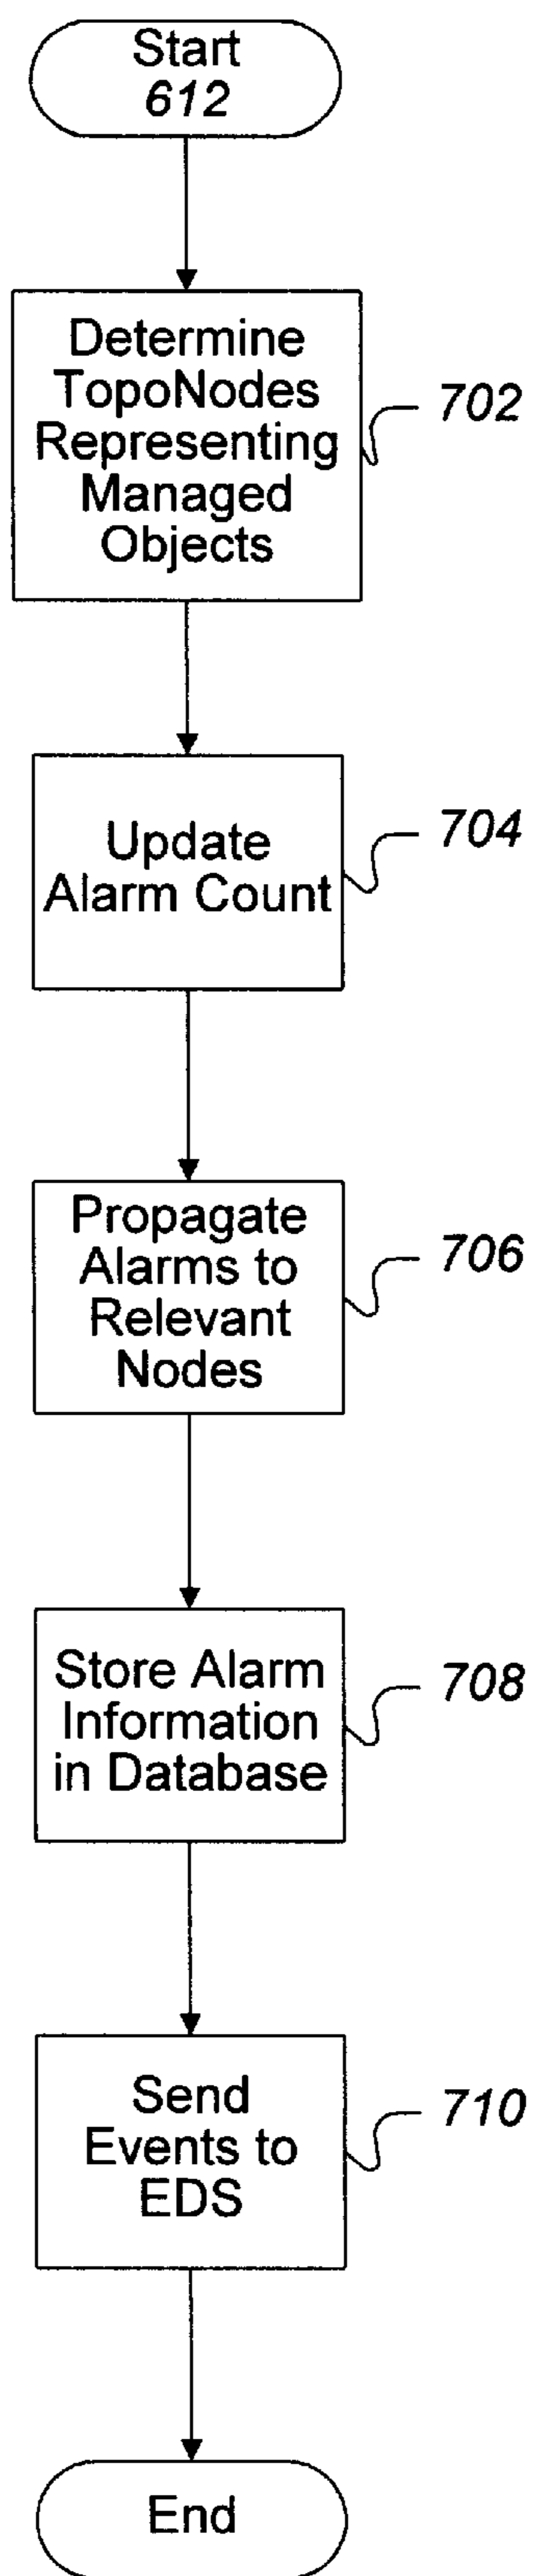 Start
612
Determine
TopoNodes
Representing
Managed
Objects
702
Update
Alarm Count
704
Propagate
Alarms to
Relevant
Nodes
706
Store Alarm
Information
in Database
708
Send
Events to
EDS
710
End